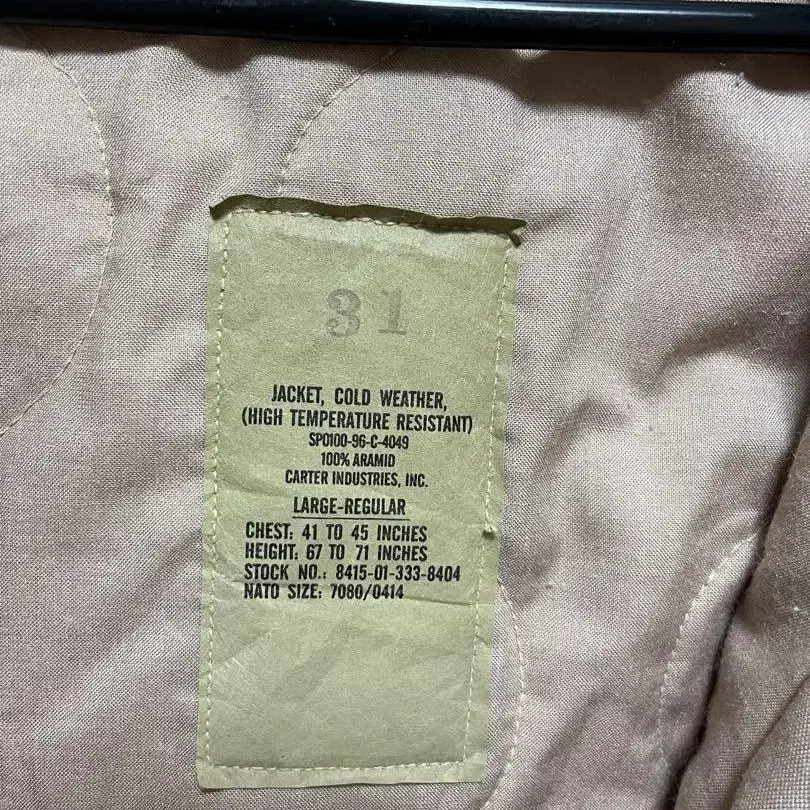 31
JACKET, COLD WEATHER,
(HIGH TEMPERATURE RESISTANT)
SPO100-96-C-4049
100% ARAMID
CARTER INDUSTRIES, INC.
LARGE-REGULAR
CHEST: 41 TO 45 INCHES
HEIGHT: 67 TO 71 INCHES
STOCK NO.: 8415-01-333-8404
NATO SIZE: 7080/0414